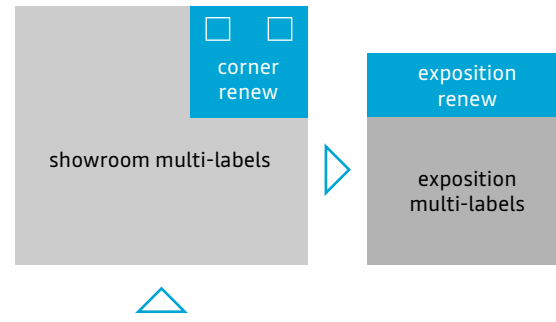 corner
renew
showroom multi-labels
exposition
renew
exposition
multi-labels